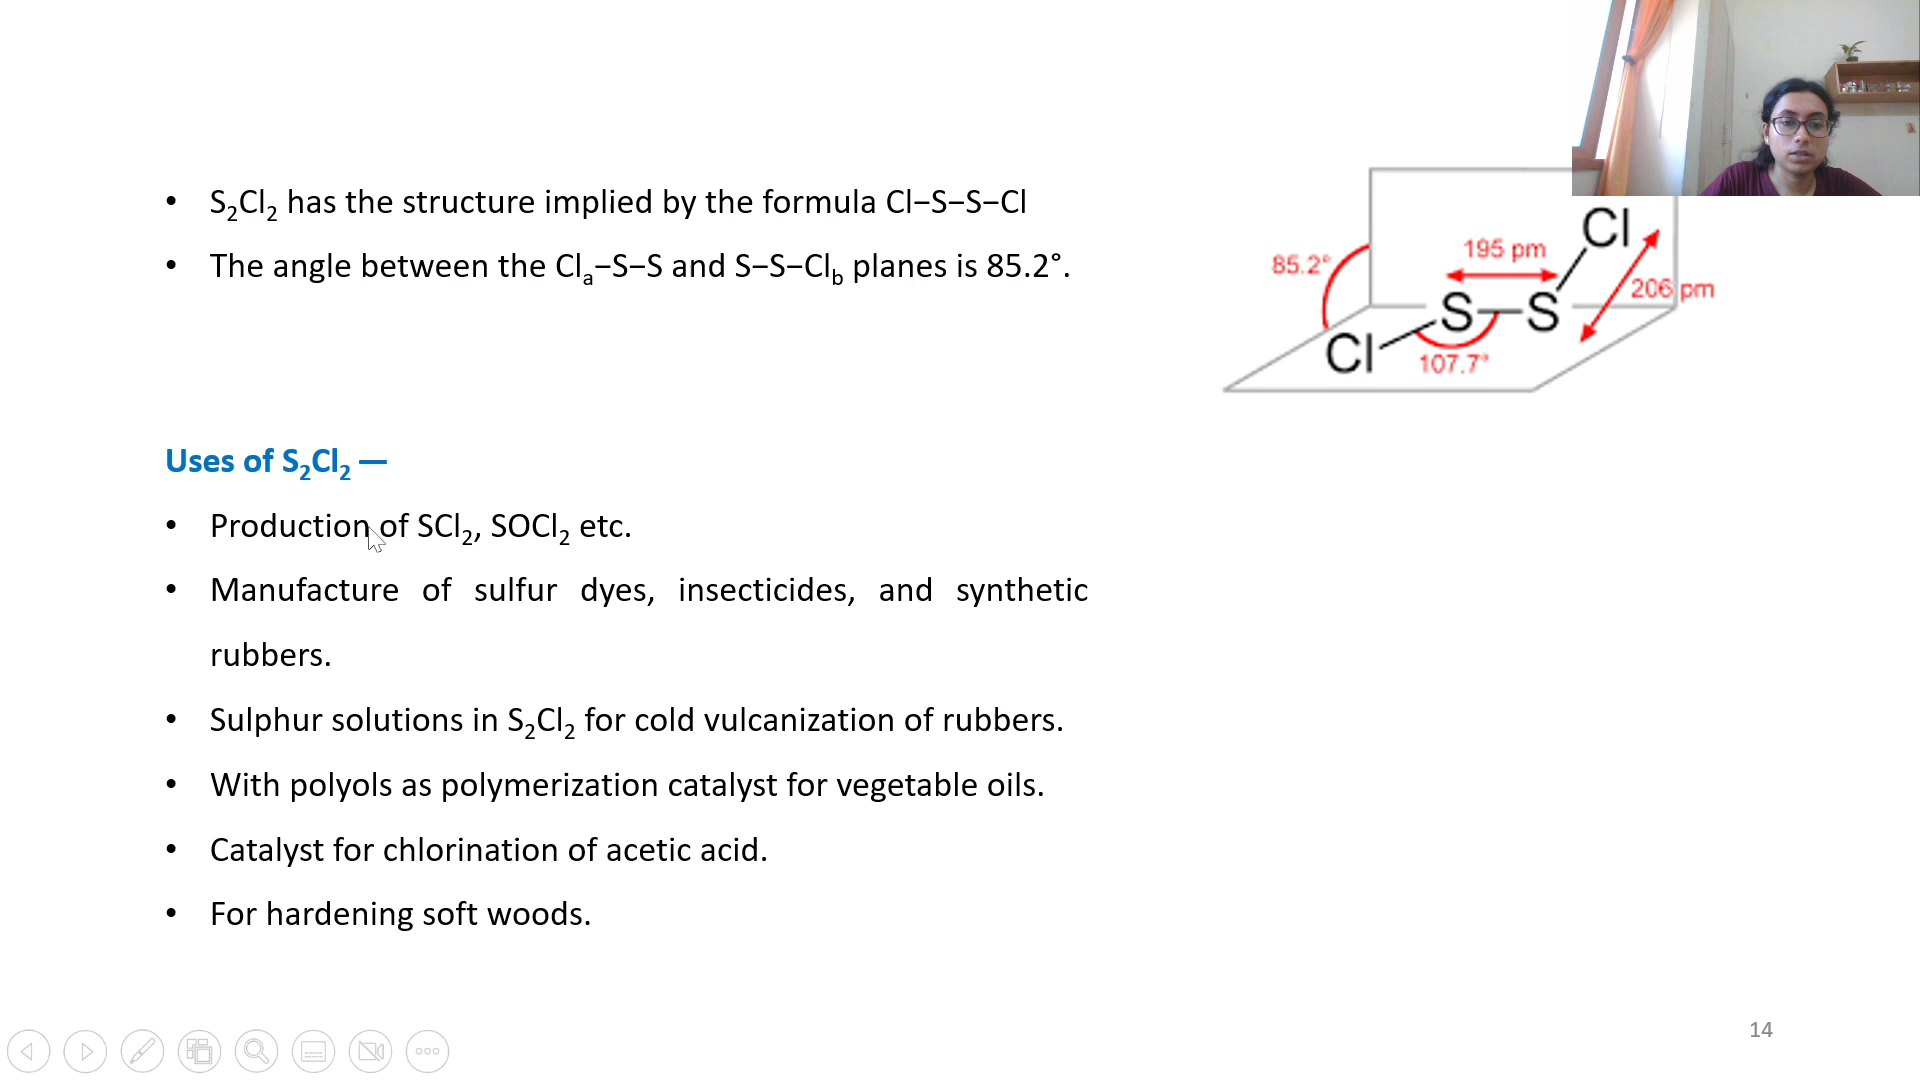 S₂Cl₂ has the structure implied by the formula Cl−S−S−Cl
The angle between the Clₐ−S−S and S−S−Cl_b planes is 85.2°.
Cl
195 pm
85.2°
206 pm
S
S
Cl
107.7°
Uses of S₂Cl₂ —
Production of SCl₂, SOCl₂ etc.
Manufacture of sulfur dyes, insecticides, and synthetic
rubbers.
Sulphur solutions in S₂Cl₂ for cold vulcanization of rubbers.
With polyols as polymerization catalyst for vegetable oils.
Catalyst for chlorination of acetic acid.
For hardening soft woods.
14